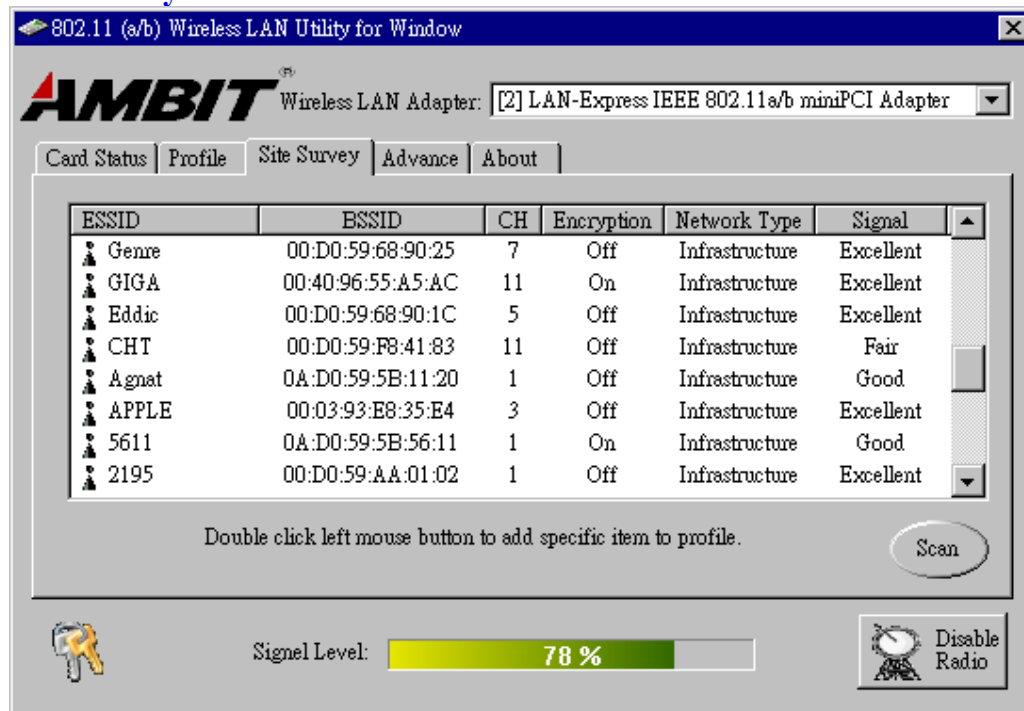 802.11 (a/b) Wireless LAN Utility for Window
AMBIT ® Wireless LAN Adapter: [2] LAN-Express IEEE 802.11a/b miniPCI Adapter
Card Status Profile Site Survey Advance About
ESSID BSSID CH Encryption Network Type Signal
Genre 00:D0:59:68:90:25 7 Off Infrastructure Excellent
GIGA 00:40:96:55:A5:AC 11 On Infrastructure Excellent
Eddic 00:D0:59:68:90:1C 5 Off Infrastructure Excellent
CHT 00:D0:59:F8:41:83 11 Off Infrastructure Fair
Agnat 0A:D0:59:5B:11:20 1 Off Infrastructure Good
APPLE 00:03:93:E8:35:E4 3 Off Infrastructure Excellent
5611 0A:D0:59:5B:56:11 1 On Infrastructure Good
2195 00:D0:59:AA:01:02 1 Off Infrastructure Excellent
Double click left mouse button to add specific item to profile.
Scan
Signel Level: 78 %
Disable
Radio